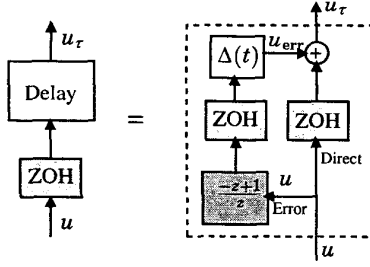 u_τ
Delay
ZOH
u
=
u_τ
Δ(t)
u_err
+
ZOH
ZOH
Direct
-z+1
z
u
Error
u